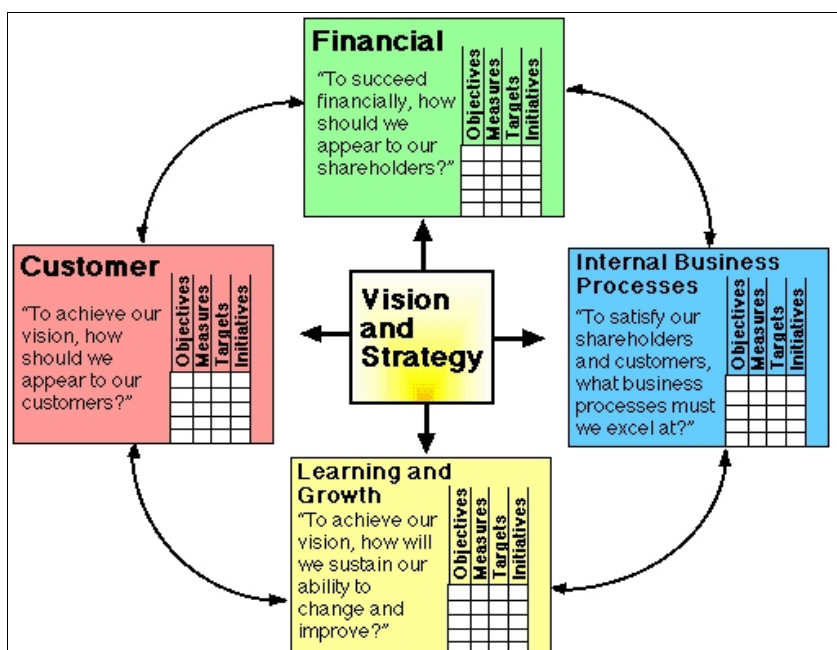 Financial
“To succeed
financially, how
should we
appear to our
shareholders?”
Objectives
Measures
Targets
Initiatives
Customer
“To achieve our
vision, how
should we
appear to our
customers?”
Objectives
Measures
Targets
Initiatives
Vision
and
Strategy
Internal Business
Processes
“To satisfy our
shareholders
and customers,
what business
processes must
we excel at?”
Objectives
Measures
Targets
Initiatives
Learning and
Growth
“To achieve our
vision, how will
we sustain our
ability to
change and
improve?”
Objectives
Measures
Targets
Initiatives